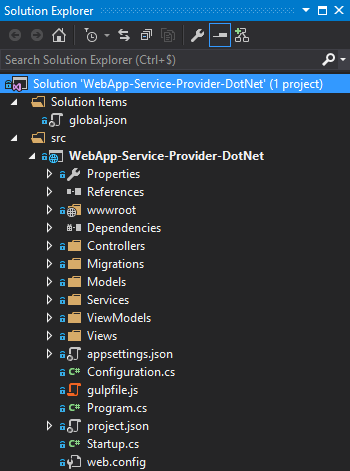 Solution Explorer
Search Solution Explorer (Ctrl+$)
Solution 'WebApp-Service-Provider-DotNet' (1 project)
Solution Items
global.json
src
WebApp-Service-Provider-DotNet
Properties
References
wwwroot
Dependencies
Controllers
Migrations
Models
Services
ViewModels
Views
appsettings.json
C# Configuration.cs
gulpfile.js
C# Program.cs
project.json
C# Startup.cs
web.config